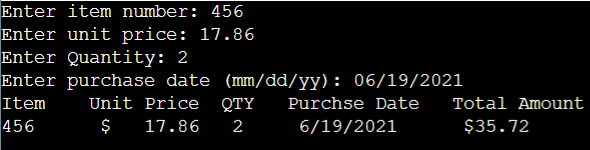 Enter item number: 456
Enter unit price: 17.86
Enter Quantity: 2
Enter purchase date (mm/dd/yy): 06/19/2021
Item    Unit Price  QTY   Purchse Date   Total Amount
456      $   17.86   2     6/19/2021      $35.72